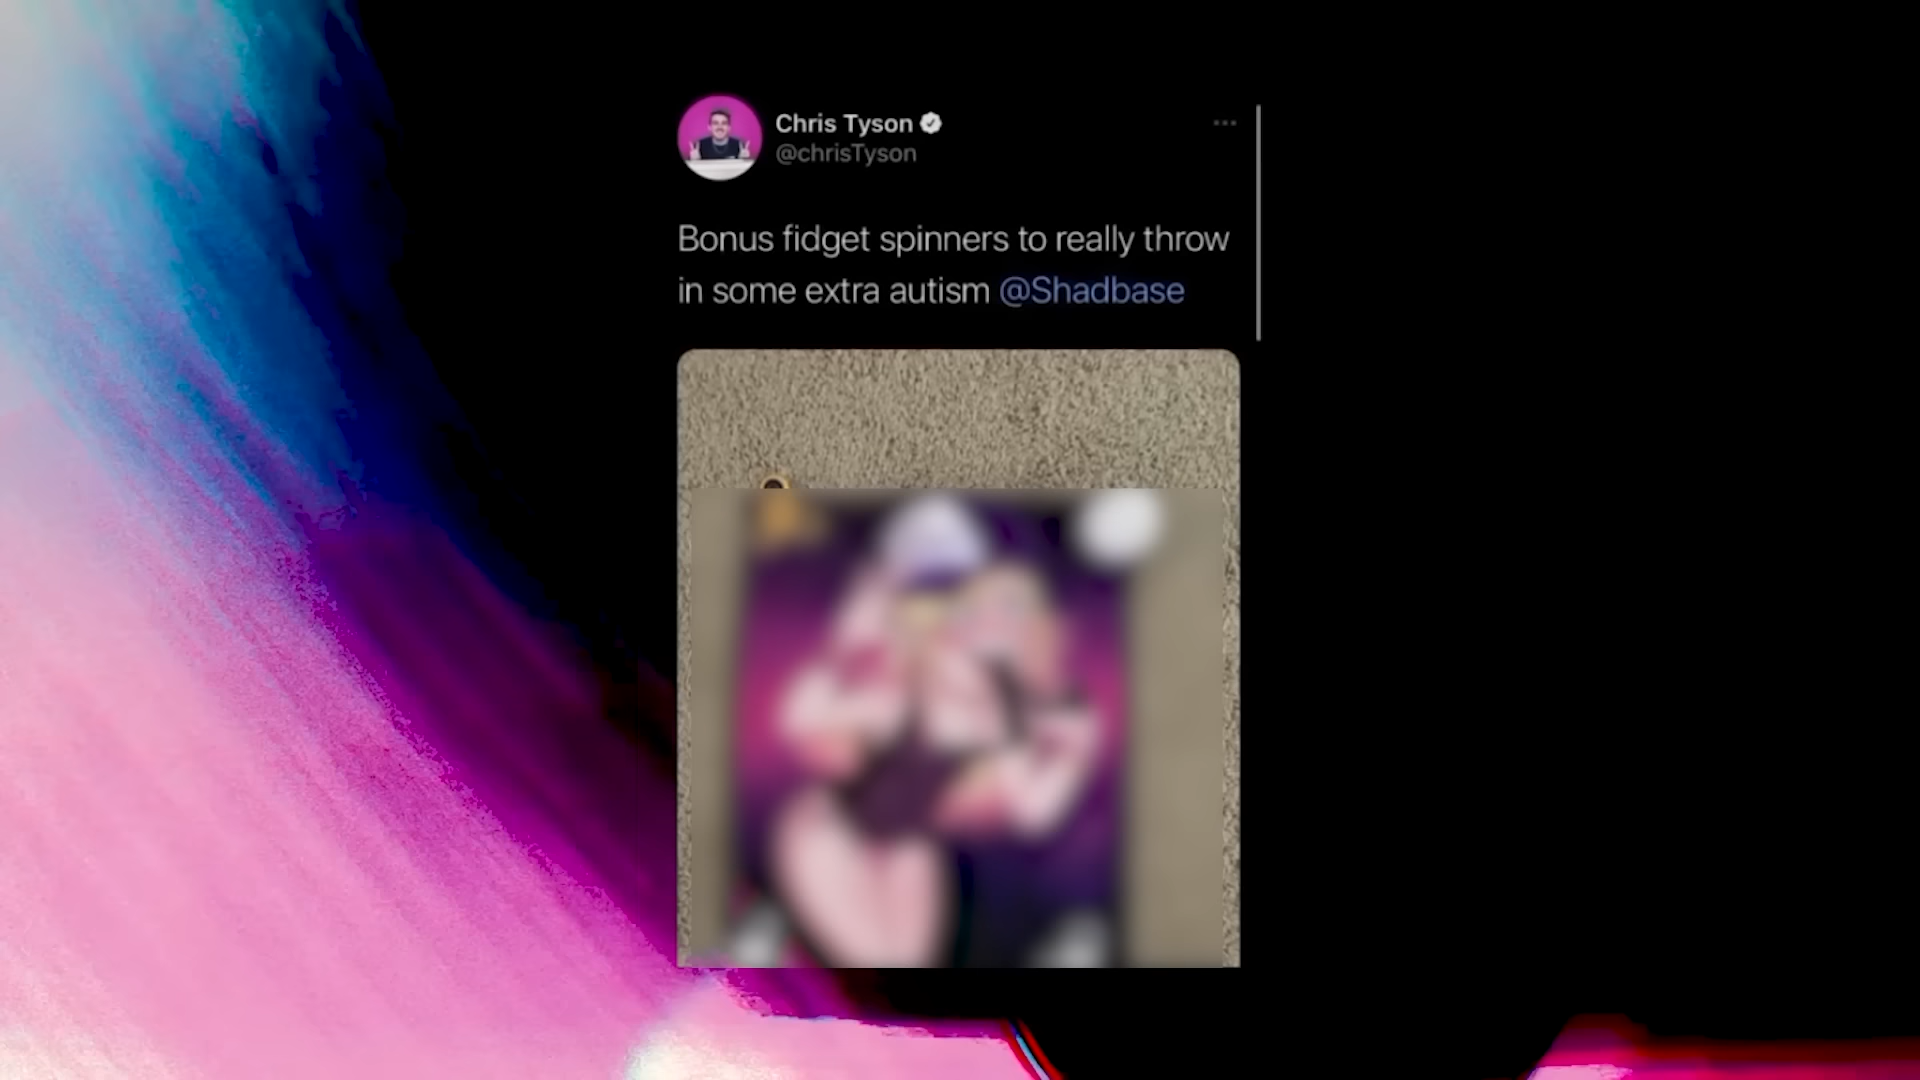 Chris Tyson
@chrisTyson
Bonus fidget spinners to really throw
in some extra autism @Shadbase